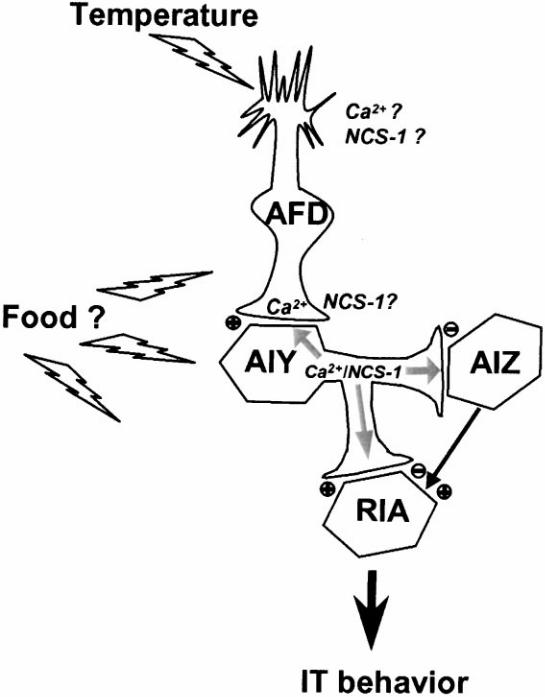 Temperature
Ca2+ ?
NCS-1 ?
AFD
Ca2+ NCS-1?
Food ?
⊕
⊖
AIY
Ca2+/NCS-1
AIZ
⊕
⊖
⊕
RIA
IT behavior